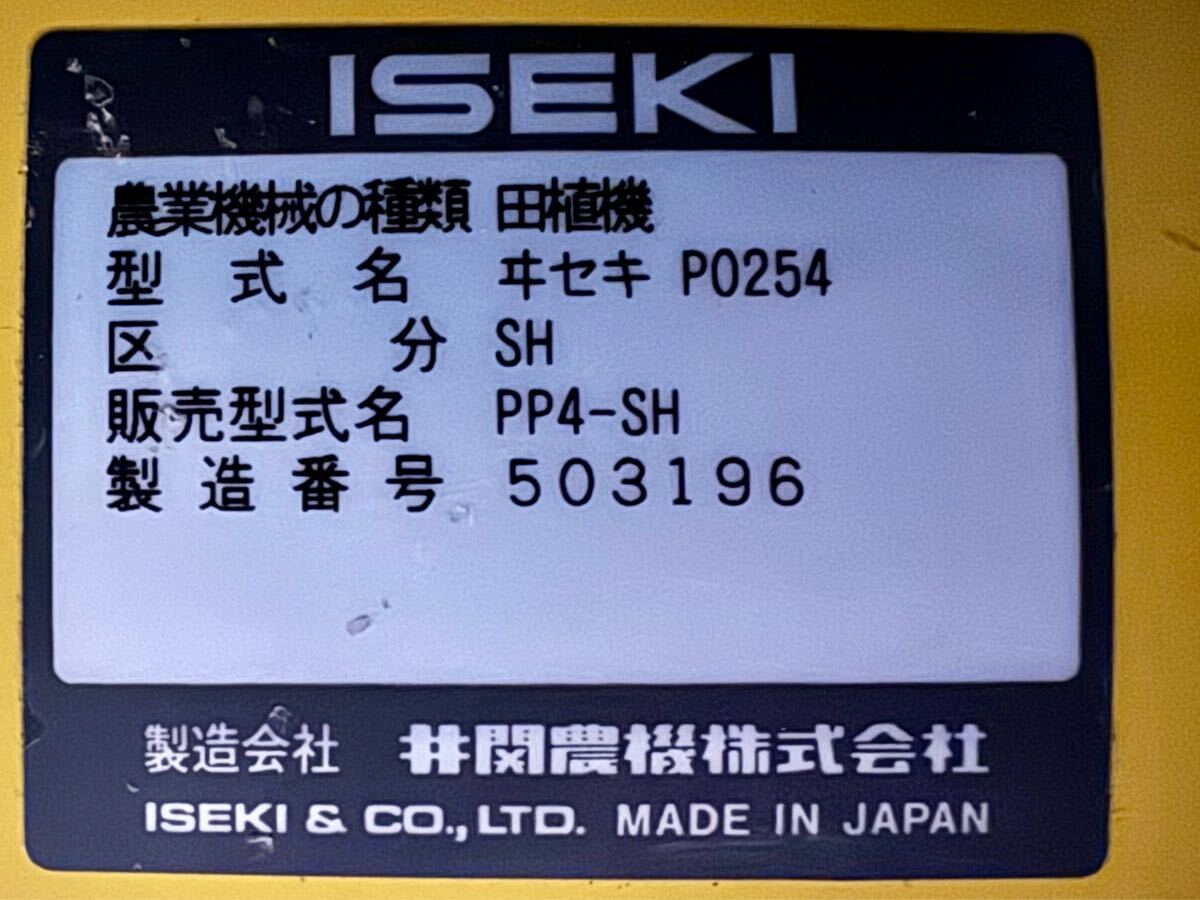 ISEKI
農業機械の種類 田植機
型式名 ヰセキ PO254
区分 SH
販売型式名 PP4-SH
製造番号 503196
製造会社 井関農機株式会社
ISEKI & CO., LTD. MADE IN JAPAN